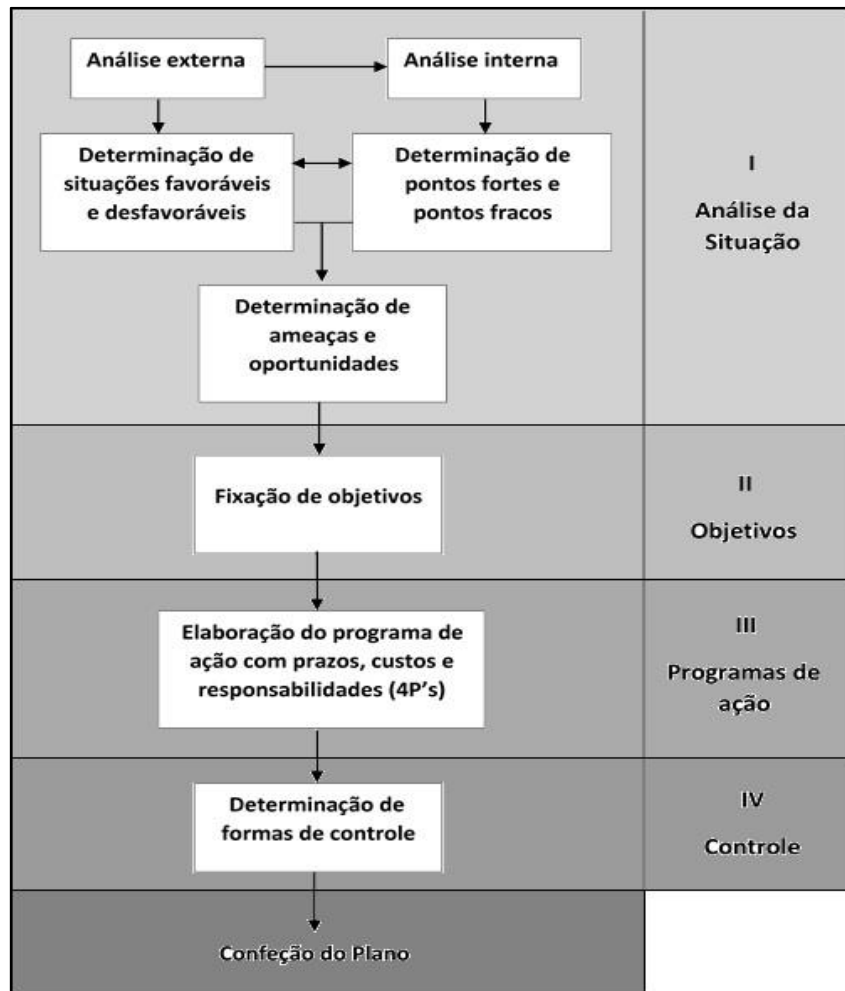 Análise externa
Análise interna
Determinação de
situações favoráveis
e desfavoráveis
Determinação de
pontos fortes e
pontos fracos
I
Análise da
Situação
Determinação de
ameaças e
oportunidades
Fixação de objetivos
II
Objetivos
Elaboração do programa de
ação com prazos, custos e
responsabilidades (4P’s)
III
Programas de
ação
Determinação de
formas de controle
IV
Controle
Confeção do Plano